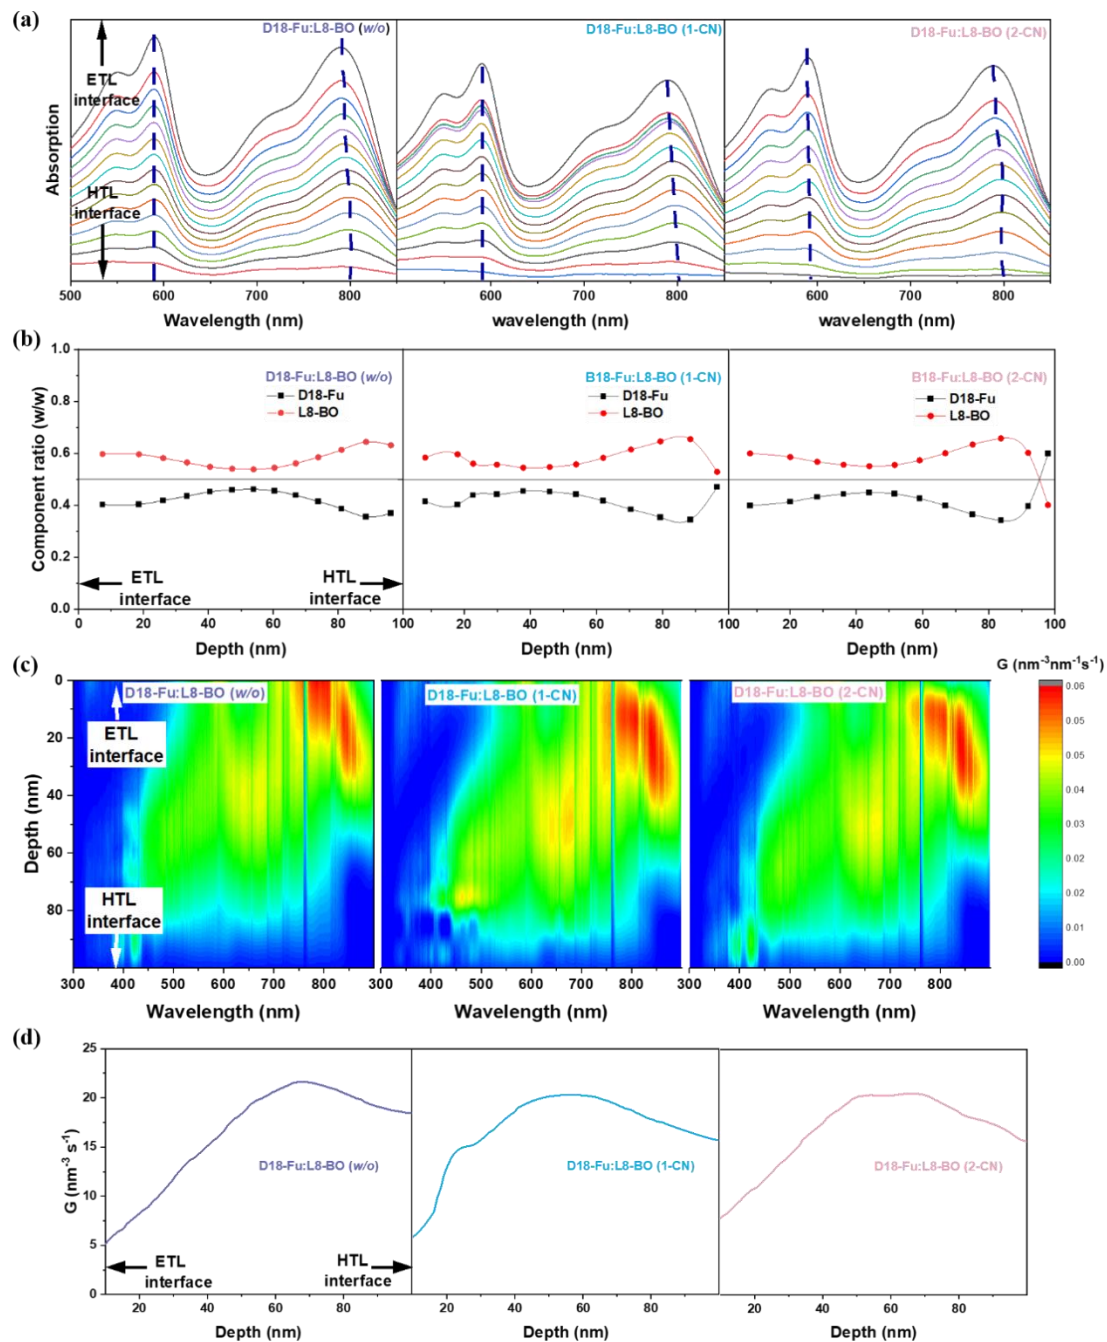 (a)
D18-Fu:L8-BO (w/o)
D18-Fu:L8-BO (1-CN)
D18-Fu:L8-BO (2-CN)
ETL
interface
HTL
interface
Absorption
500 600 700 800
600 700 800
600 700 800
Wavelength (nm)
wavelength (nm)
wavelength (nm)
(b)
1.0
0.8
0.6
0.4
0.2
0.0
Component ratio (w/w)
D18-Fu:L8-BO (w/o)
D18-Fu
L8-BO
B18-Fu:L8-BO (1-CN)
D18-Fu
L8-BO
B18-Fu:L8-BO (2-CN)
D18-Fu
L8-BO
ETL
interface
HTL
interface
0 20 40 60 80 100
20 40 60 80 100
20 40 60 80 100
Depth (nm)
Depth (nm)
Depth (nm)
(c)
G (nm⁻³nm⁻¹s⁻¹)
D18-Fu:L8-BO (w/o)
D18-Fu:L8-BO (1-CN)
D18-Fu:L8-BO (2-CN)
0
20
40
60
80
Depth (nm)
ETL
interface
HTL
interface
0.06
0.05
0.04
0.03
0.02
0.01
0.00
300 400 500 600 700 800
300 400 500 600 700 800
300 400 500 600 700 800
Wavelength (nm)
Wavelength (nm)
Wavelength (nm)
(d)
25
20
15
10
5
0
G (nm⁻³ s⁻¹)
D18-Fu:L8-BO (w/o)
D18-Fu:L8-BO (1-CN)
D18-Fu:L8-BO (2-CN)
ETL
interface
HTL
interface
20 40 60 80
20 40 60 80
20 40 60 80
Depth (nm)
Depth (nm)
Depth (nm)